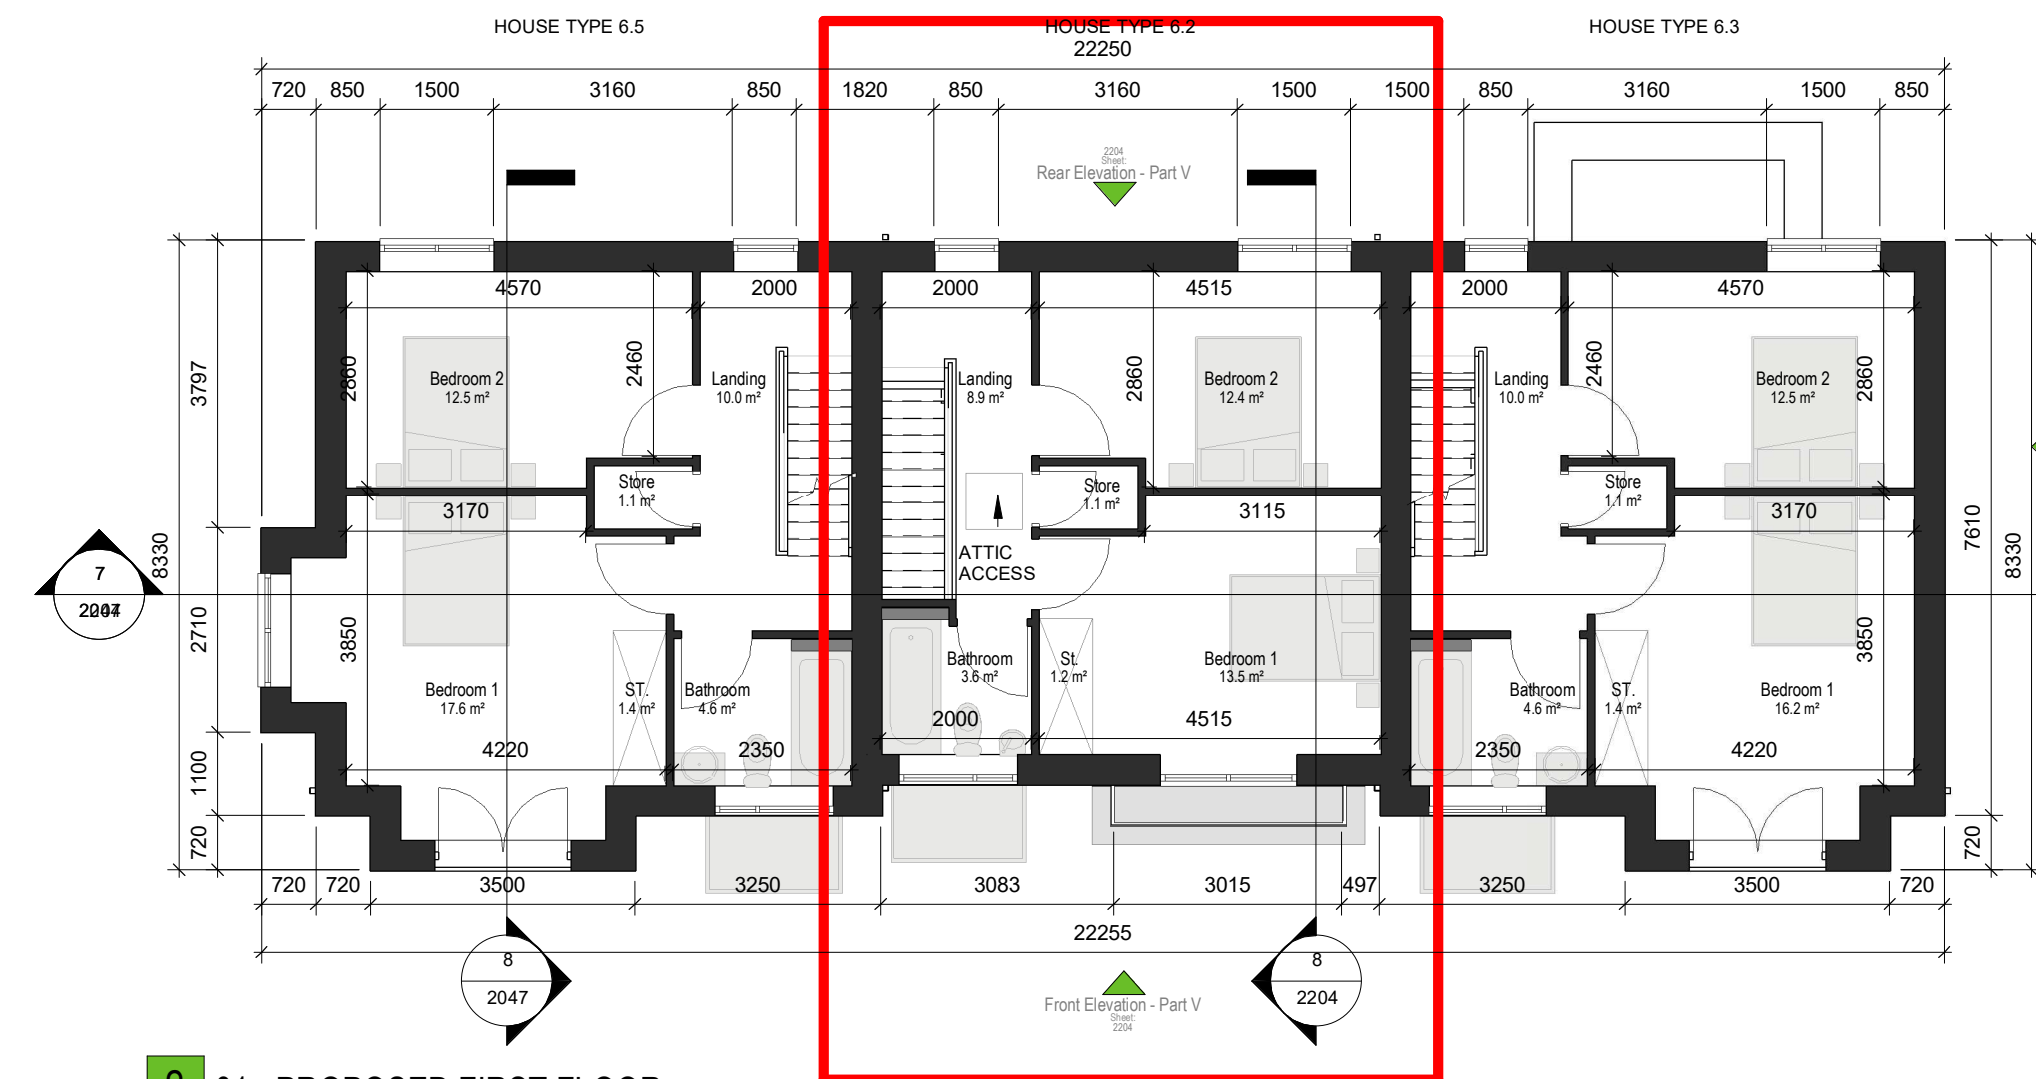 HOUSE TYPE 6.5
HOUSE TYPE 6.2
HOUSE TYPE 6.3
22250
720 850 1500 3160 850 1820 850 3160 1500 1500 850 3160 1500 850
2204
Sheet:
Rear Elevation - Part V
4570 2000 2000 4515 2000 4570
3797
2860
2460
2860
2460
2860
Bedroom 2
12.5 m²
Landing
10.0 m²
Landing
8.9 m²
Bedroom 2
12.4 m²
Landing
10.0 m²
Bedroom 2
12.5 m²
Store
1.1 m²
Store
1.1 m²
Store
1.1 m²
3170 3115 3170
ATTIC
ACCESS
7
8330
2710
3850
3850
7610
8330
Bedroom 1
17.6 m²
ST.
1.4 m²
Bathroom
4.6 m²
Bathroom
3.6 m²
St.
1.2 m²
Bedroom 1
13.5 m²
Bathroom
4.6 m²
ST.
1.4 m²
Bedroom 1
16.2 m²
2000 4515
4220 2350 2350 4220
1100
720
720
720 720 3500 3250 3083 3015 497 3250 3500 720
22255
8
2047
8
2204
Front Elevation - Part V
Sheet:
2204